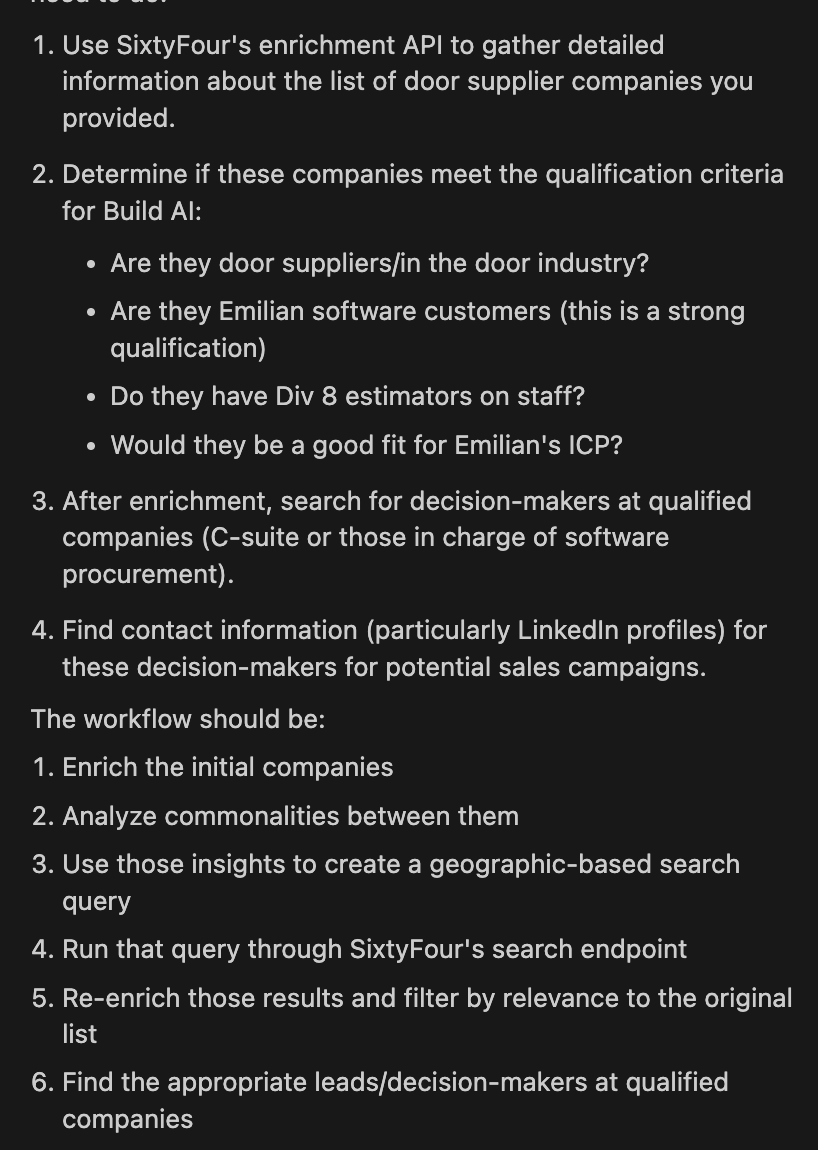 need to do:
1. Use SixtyFour's enrichment API to gather detailed
information about the list of door supplier companies you
provided.
2. Determine if these companies meet the qualification criteria
for Build AI:
• Are they door suppliers/in the door industry?
• Are they Emilian software customers (this is a strong
qualification)
• Do they have Div 8 estimators on staff?
• Would they be a good fit for Emilian's ICP?
3. After enrichment, search for decision-makers at qualified
companies (C-suite or those in charge of software
procurement).
4. Find contact information (particularly LinkedIn profiles) for
these decision-makers for potential sales campaigns.
The workflow should be:
1. Enrich the initial companies
2. Analyze commonalities between them
3. Use those insights to create a geographic-based search
query
4. Run that query through SixtyFour's search endpoint
5. Re-enrich those results and filter by relevance to the original
list
6. Find the appropriate leads/decision-makers at qualified
companies